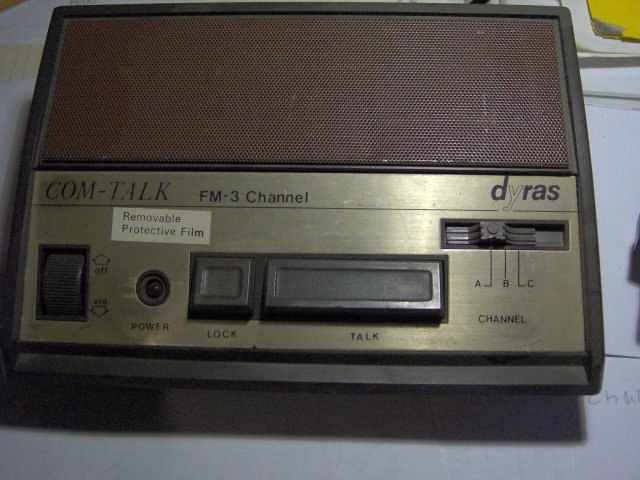 COM-TALK FM-3 Channel dyras
Removable
Protective Film
off
vol.
A B C
POWER
LOCK
TALK
CHANNEL